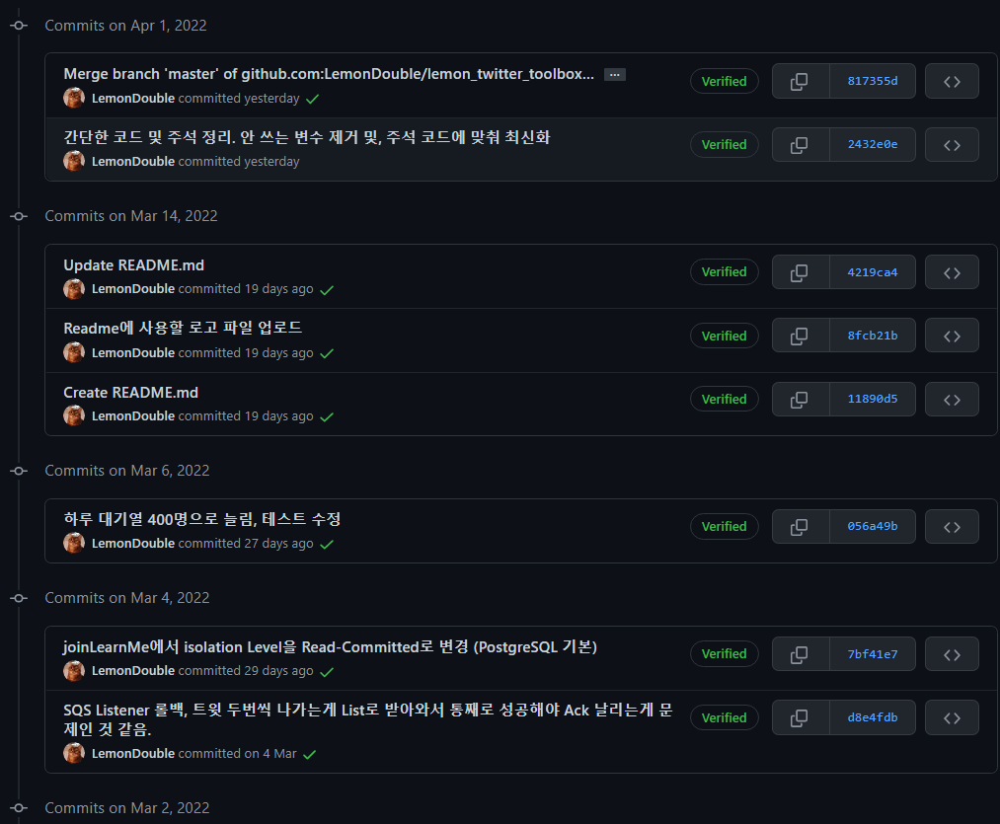 Commits on Apr 1, 2022
Merge branch 'master' of github.com:LemonDouble/lemon_twitter_toolbox... ...
Verified
817355d
LemonDouble committed yesterday
간단한 코드 및 주석 정리. 안 쓰는 변수 제거 및, 주석 코드에 맞춰 최신화
Verified
2432e0e
LemonDouble committed yesterday
Commits on Mar 14, 2022
Update README.md
Verified
4219ca4
LemonDouble committed 19 days ago
Readme에 사용할 로고 파일 업로드
Verified
8fcb21b
LemonDouble committed 19 days ago
Create README.md
Verified
11890d5
LemonDouble committed 19 days ago
Commits on Mar 6, 2022
하루 대기열 400명으로 늘림, 테스트 수정
Verified
056a49b
LemonDouble committed 27 days ago
Commits on Mar 4, 2022
joinLearnMe에서 isolation Level을 Read-Committed로 변경 (PostgreSQL 기본)
Verified
7bf41e7
LemonDouble committed 29 days ago
SQS Listener 롤백, 트윗 두번씩 나가는게 List로 받아와서 통째로 성공해야 Ack 날리는게 문
제인 것 같음.
Verified
d8e4fdb
LemonDouble committed on 4 Mar
Commits on Mar 2, 2022